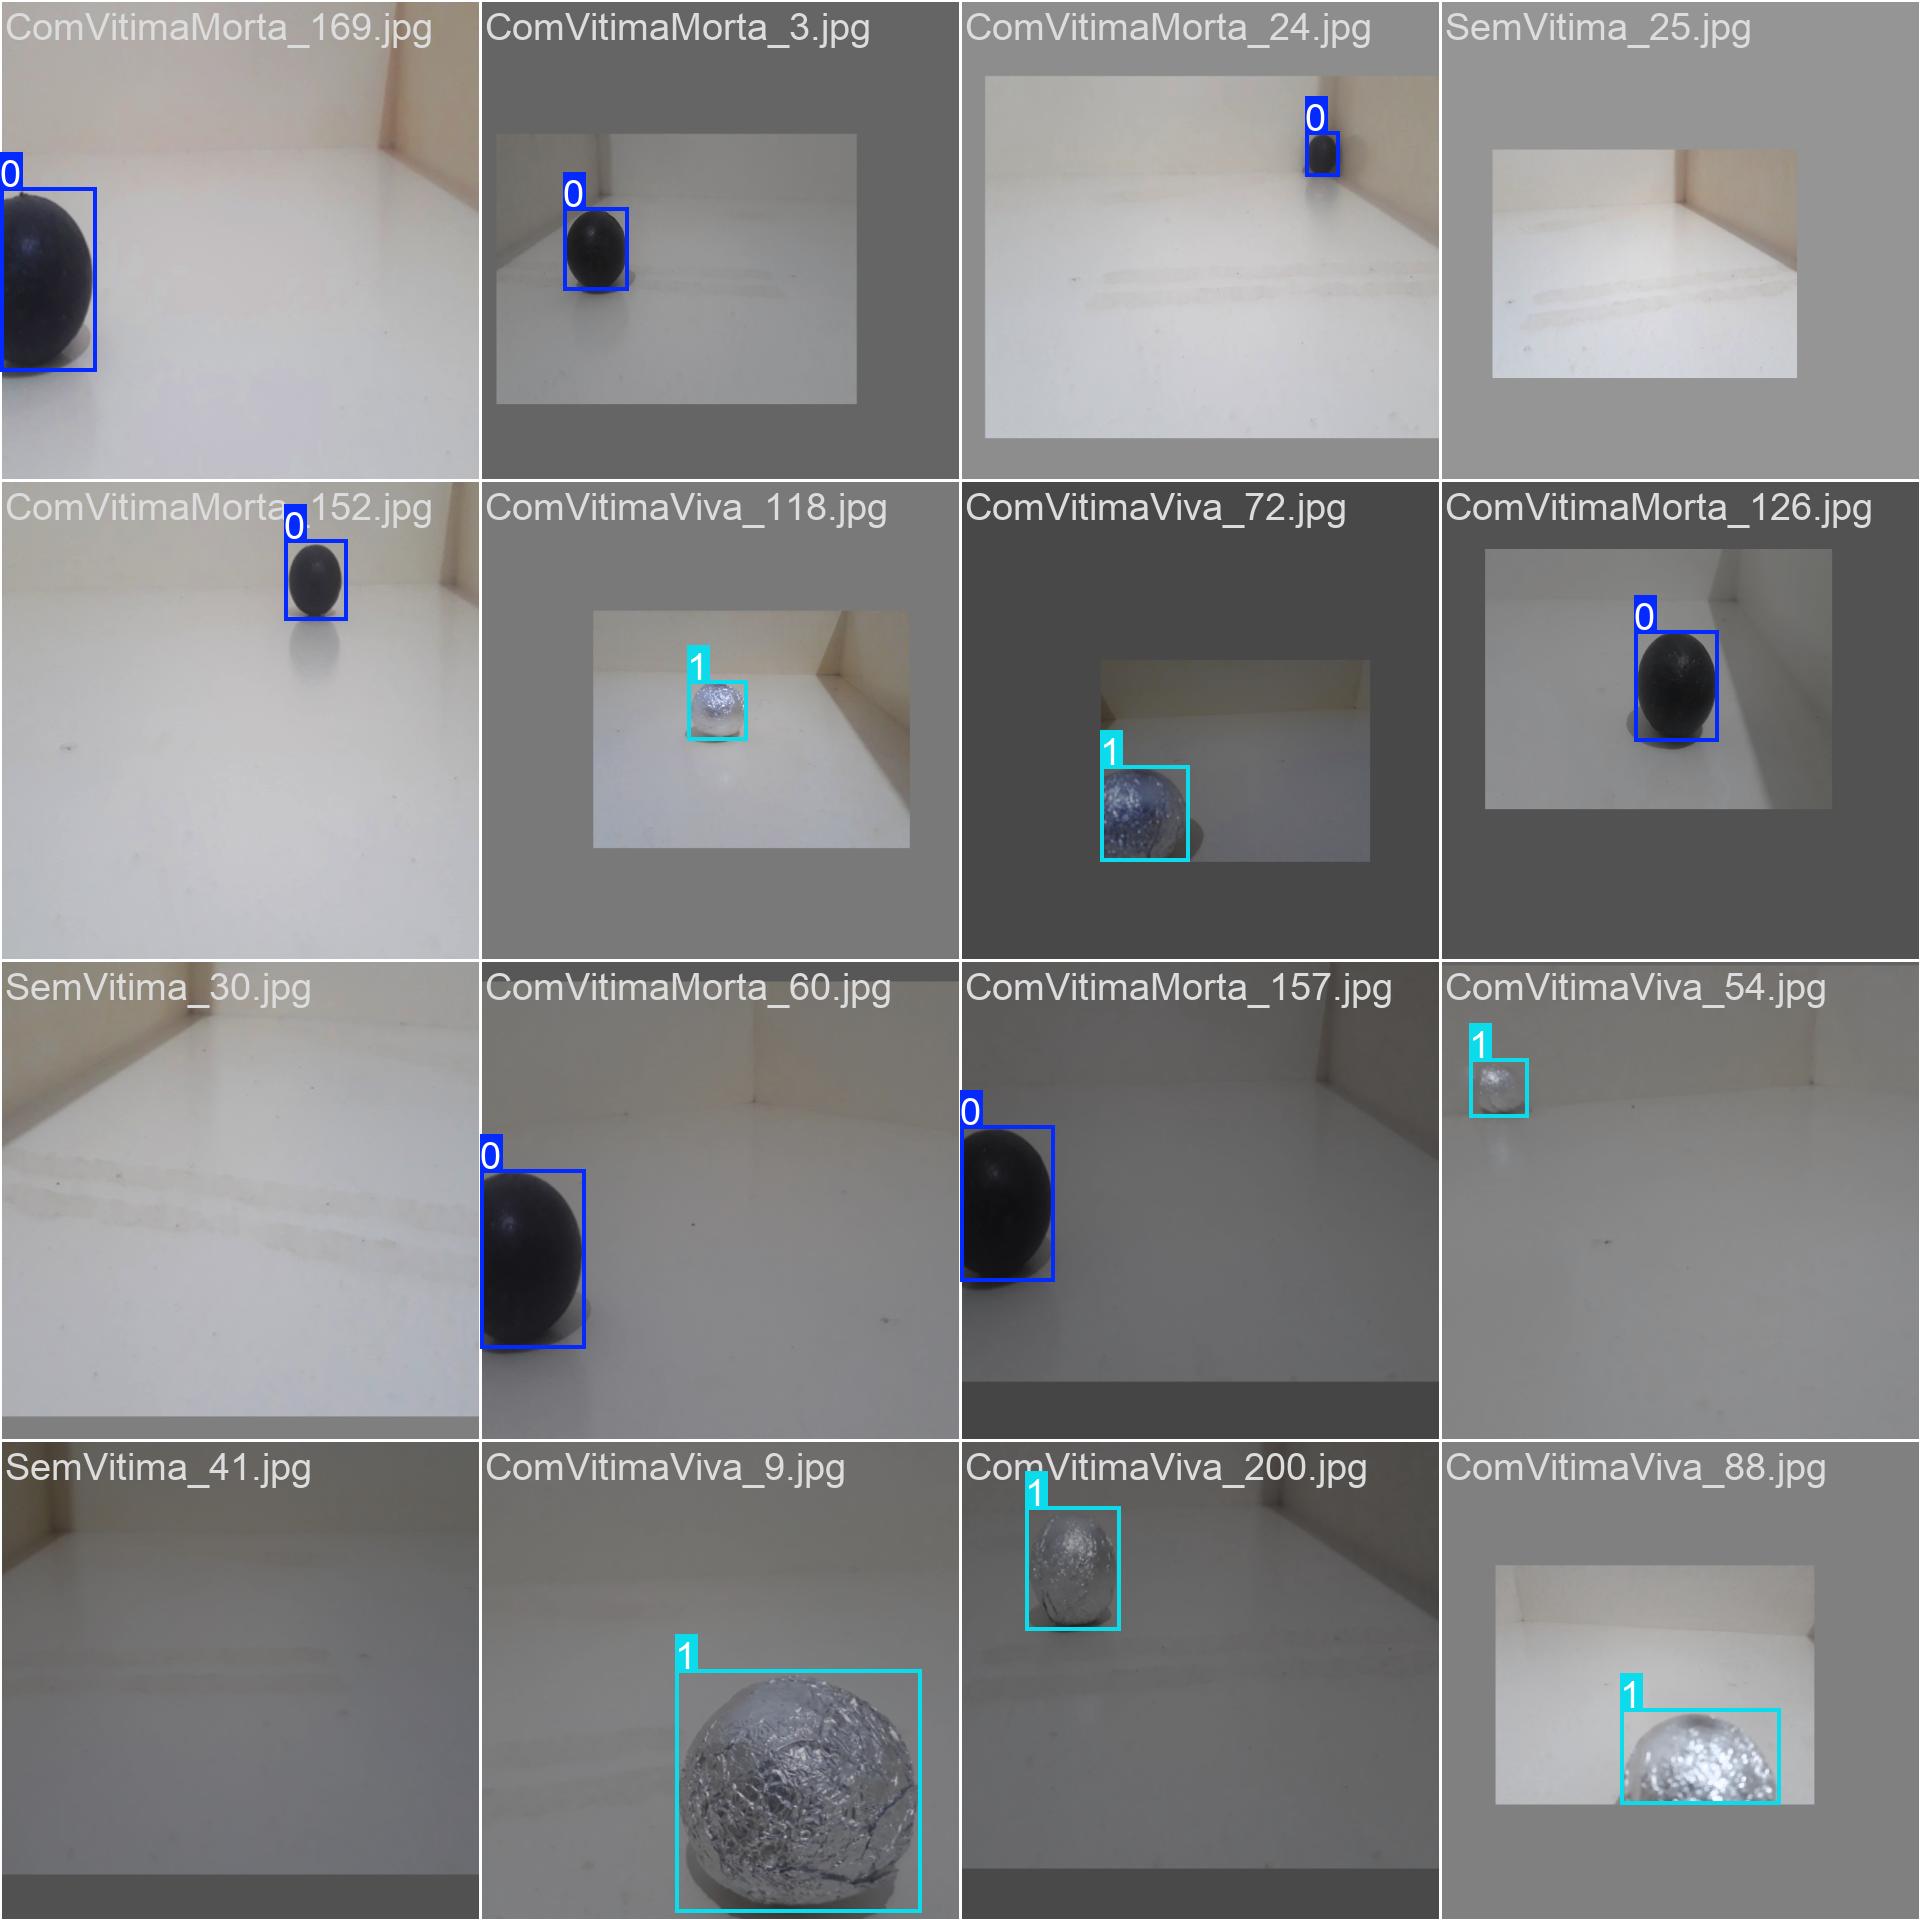 ComVitimaMorta_169.jpg
ComVitimaMorta_3.jpg
ComVitimaMorta_24.jpg
SemVitima_25.jpg
0
0
0
ComVitimaMorta_152.jpg
ComVitimaViva_118.jpg
ComVitimaViva_72.jpg
ComVitimaMorta_126.jpg
0
1
1
0
SemVitima_30.jpg
ComVitimaMorta_60.jpg
ComVitimaMorta_157.jpg
ComVitimaViva_54.jpg
0
0
1
SemVitima_41.jpg
ComVitimaViva_9.jpg
ComVitimaViva_200.jpg
ComVitimaViva_88.jpg
1
1
1